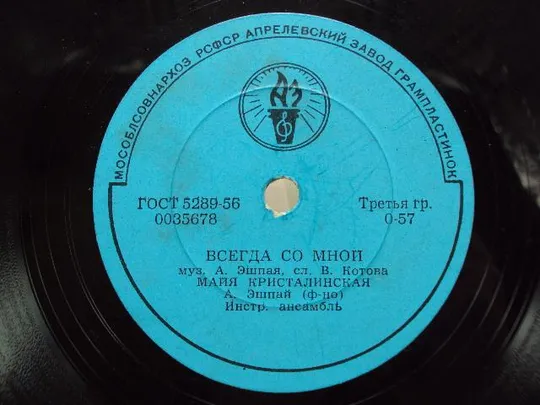 МОСОБЛСОВНАРХОЗ РСФСР АПРЕЛЕВСКИЙ ЗАВОД ГРАМПЛАСТИНОК
АЗ
ГОСТ 5289-56 Третья гр.
0035678 0-57
ВСЕГДА СО МНОЙ
муз. А. Эшпая, сл. В. Котова
МАЙЯ КРИСТАЛИНСКАЯ
А. Эшпай (ф-но)
Инстр. ансамбль